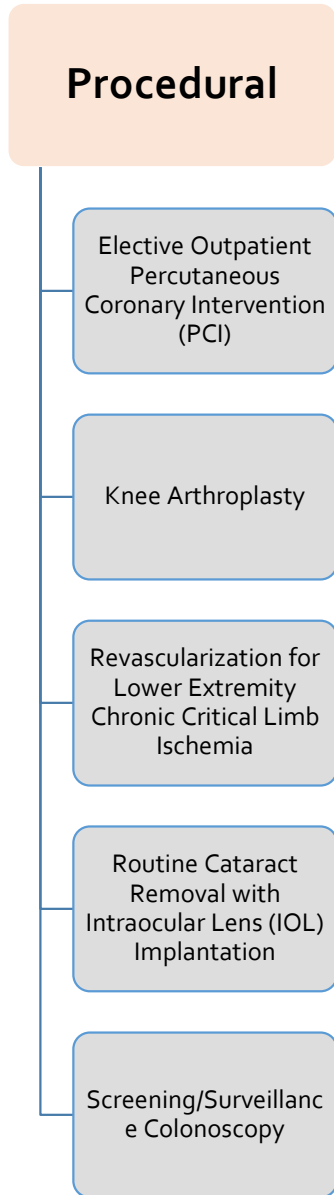 Procedural
Elective Outpatient
Percutaneous
Coronary Intervention
(PCI)
Knee Arthroplasty
Revascularization for
Lower Extremity
Chronic Critical Limb
Ischemia
Routine Cataract
Removal with
Intraocular Lens (IOL)
Implantation
Screening/Surveillanc
e Colonoscopy